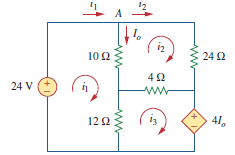 i₁ A i₂
Iₒ
10 Ω i₂ 24 Ω
4 Ω
24 V + − i₁
12 Ω i₃ + − 4Iₒ